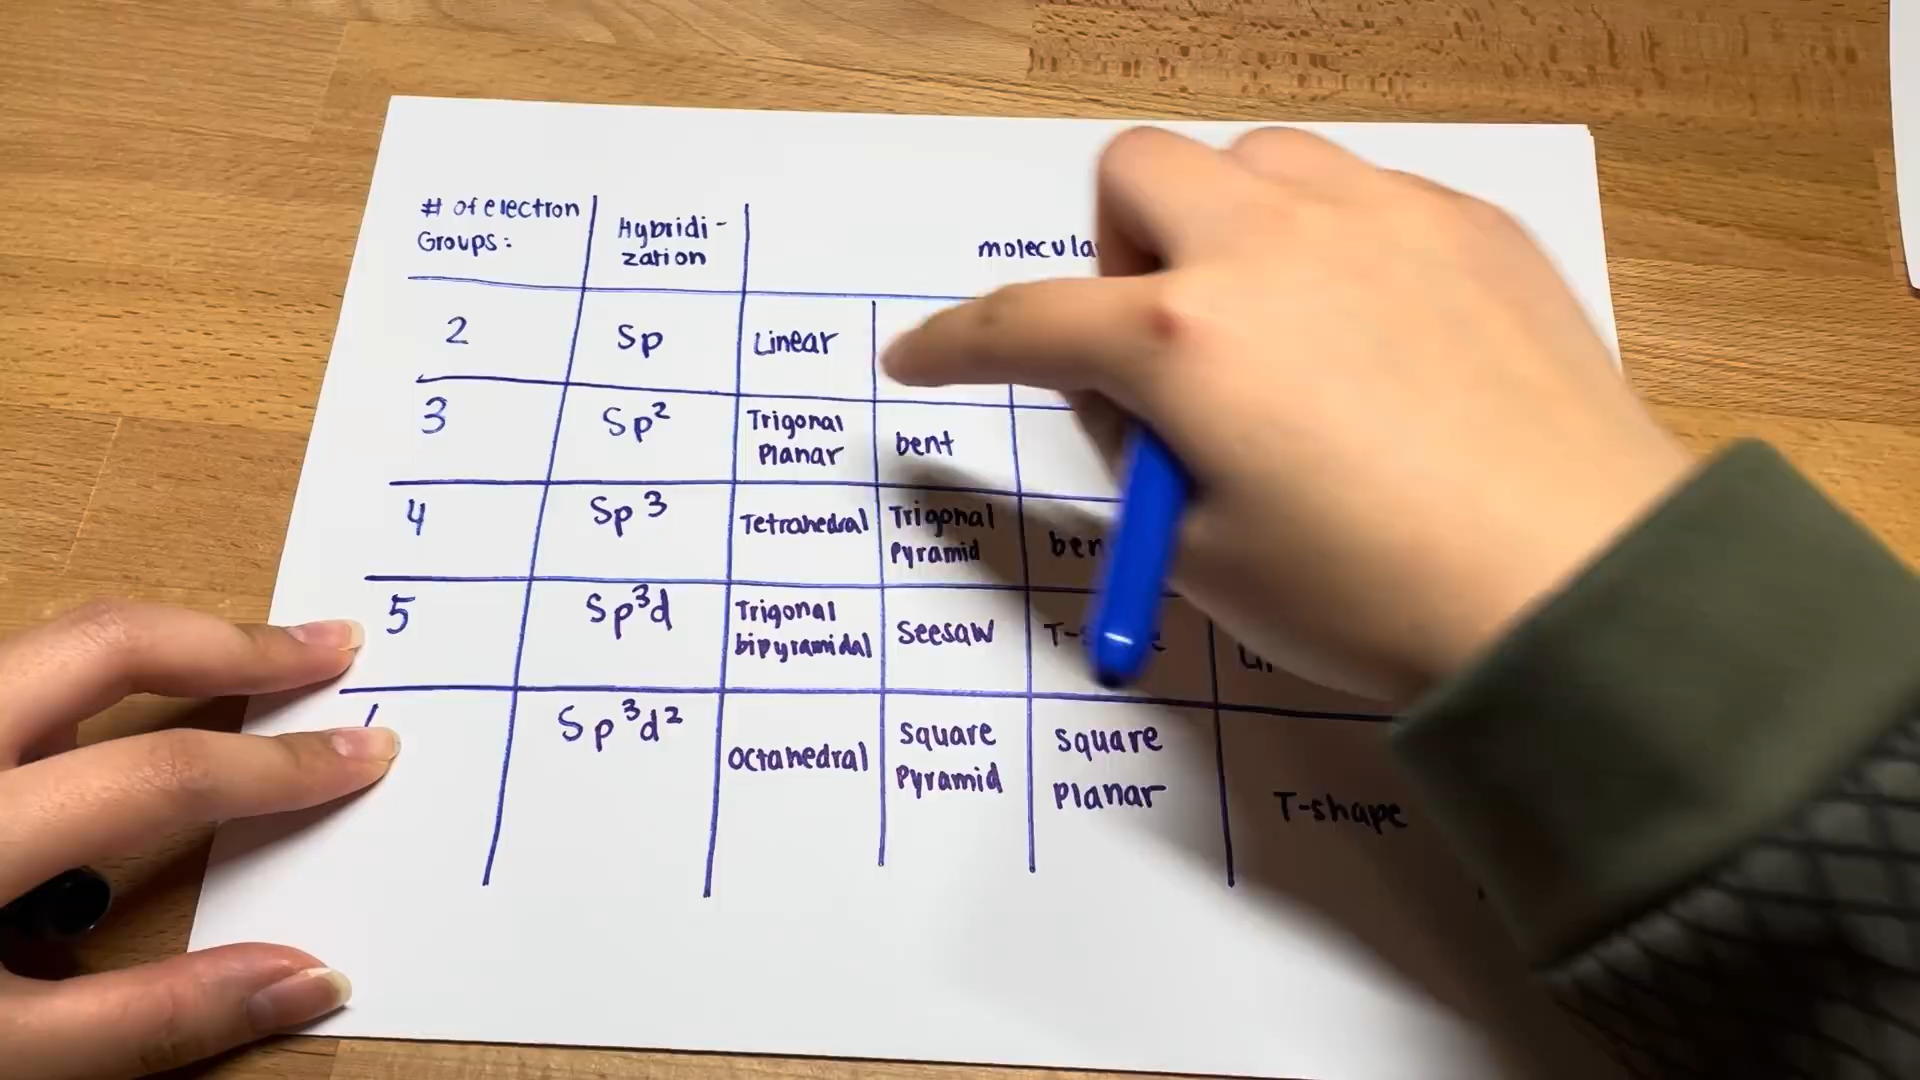 # of electron
Groups:
Hybridi-
zation
molecula
2
Sp
Linear
3
Sp²
Trigonal
Planar
bent
4
Sp³
Tetrahedral
Trigonal
Pyramid
ben
5
Sp³d
Trigonal
bipyramidal
Seesaw
T-
Sp³d²
Octahedral
Square
Pyramid
Square
Planar
T-shape